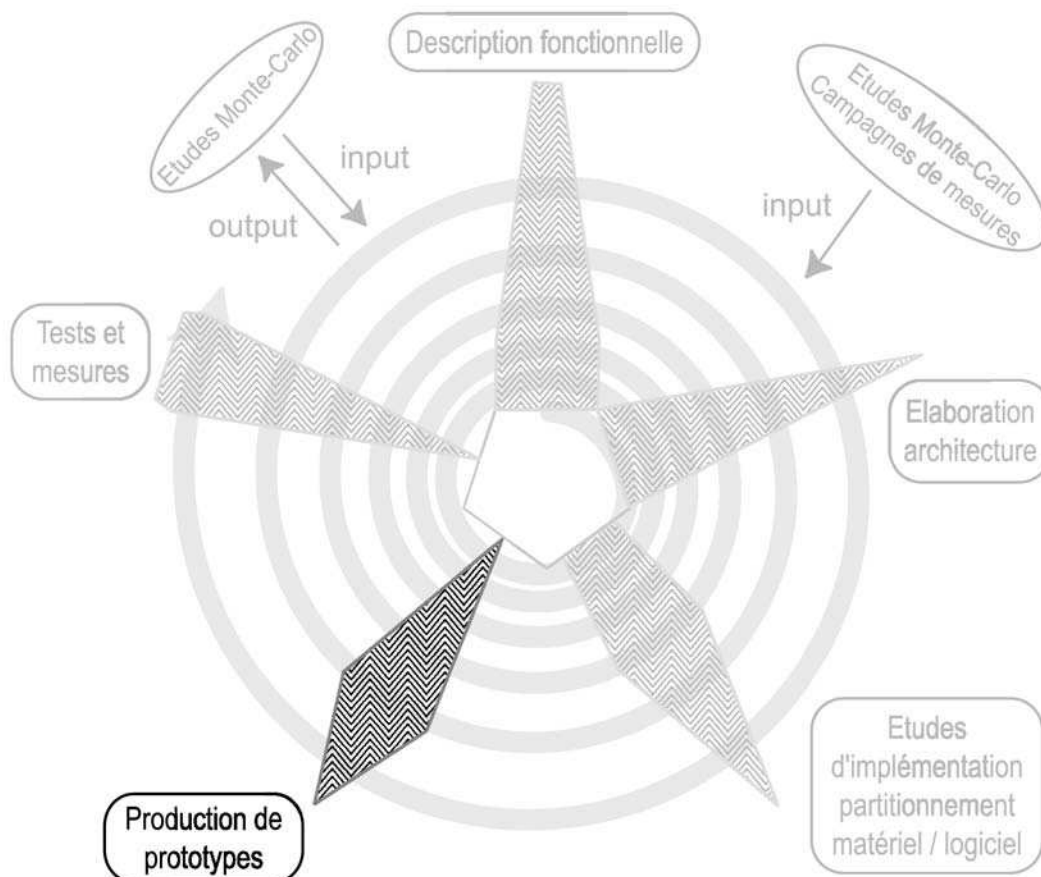 Description fonctionnelle
Etudes Monte-Carlo
input
output
Etudes Monte-Carlo
Campagnes de mesures
input
Tests et
mesures
Elaboration
architecture
Etudes
d'implémentation
partitionnement
matériel / logiciel
Production de
prototypes